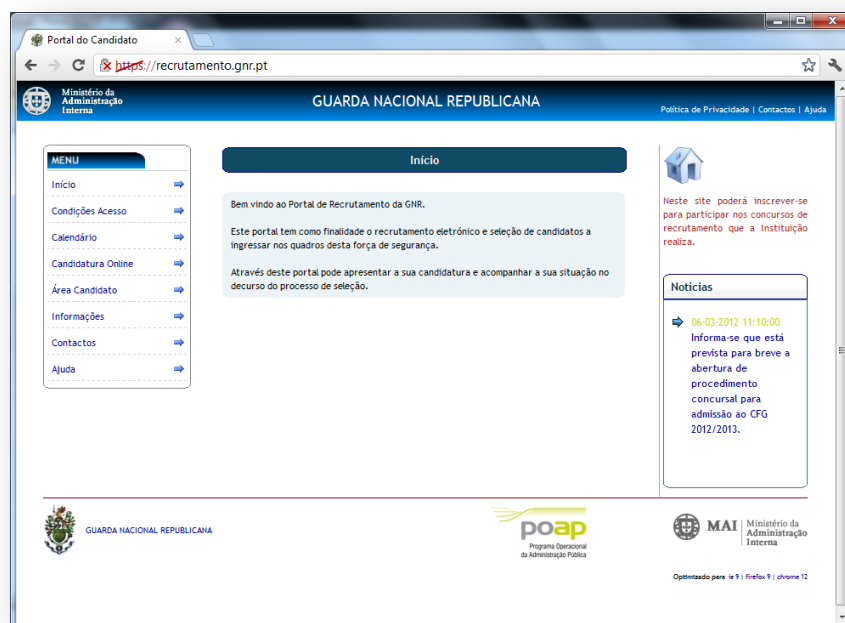 Portal do Candidato
https://recrutamento.gnr.pt
Ministério da
Administração
Interna
GUARDA NACIONAL REPUBLICANA
Política de Privacidade | Contactos | Ajuda
MENU
Início
Condições Acesso
Calendário
Candidatura Online
Área Candidato
Informações
Contactos
Ajuda
Início
Bem vindo ao Portal de Recrutamento da GNR.
Este portal tem como finalidade o recrutamento eletrónico e seleção de candidatos a
ingressar nos quadros desta força de segurança.
Através deste portal pode apresentar a sua candidatura e acompanhar a sua situação no
decurso do processo de seleção.
Neste site poderá inscrever-se
para participar nos concursos de
recrutamento que a Instituição
realiza.
Noticias
06-03-2012 11:10:00
Informa-se que está
prevista para breve a
abertura de
procedimento
concursal para
admissão ao CFG
2012/2013.
GUARDA NACIONAL REPUBLICANA
poap
Programa Operacional
da Administração Pública
MAI
Ministério da
Administração
Interna
Optimizado para ie 9 | firefox 9 | chrome 12